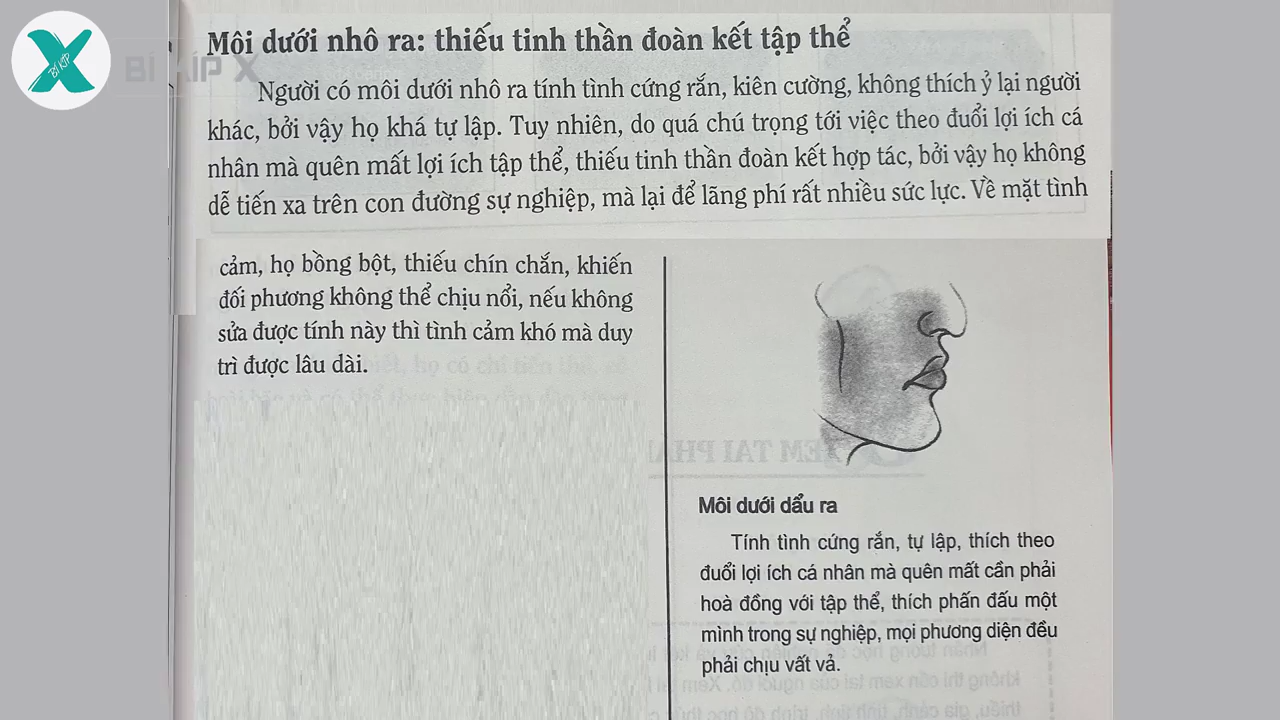 Môi dưới nhô ra: thiếu tinh thần đoàn kết tập thể
X
BÍ KÍP
BÍ KÍP X
Người có môi dưới nhô ra tính tình cứng rắn, kiên cường, không thích ỷ lại người
khác, bởi vậy họ khá tự lập. Tuy nhiên, do quá chú trọng tới việc theo đuổi lợi ích cá
nhân mà quên mất lợi ích tập thể, thiếu tinh thần đoàn kết hợp tác, bởi vậy họ không
dễ tiến xa trên con đường sự nghiệp, mà lại để lãng phí rất nhiều sức lực. Về mặt tình
cảm, họ bồng bột, thiếu chín chắn, khiến
đối phương không thể chịu nổi, nếu không
sửa được tính này thì tình cảm khó mà duy
trì được lâu dài.
Môi dưới dẩu ra
Tính tình cứng rắn, tự lập, thích theo
đuổi lợi ích cá nhân mà quên mất cần phải
hoà đồng với tập thể, thích phấn đấu một
mình trong sự nghiệp, mọi phương diện đều
phải chịu vất vả.